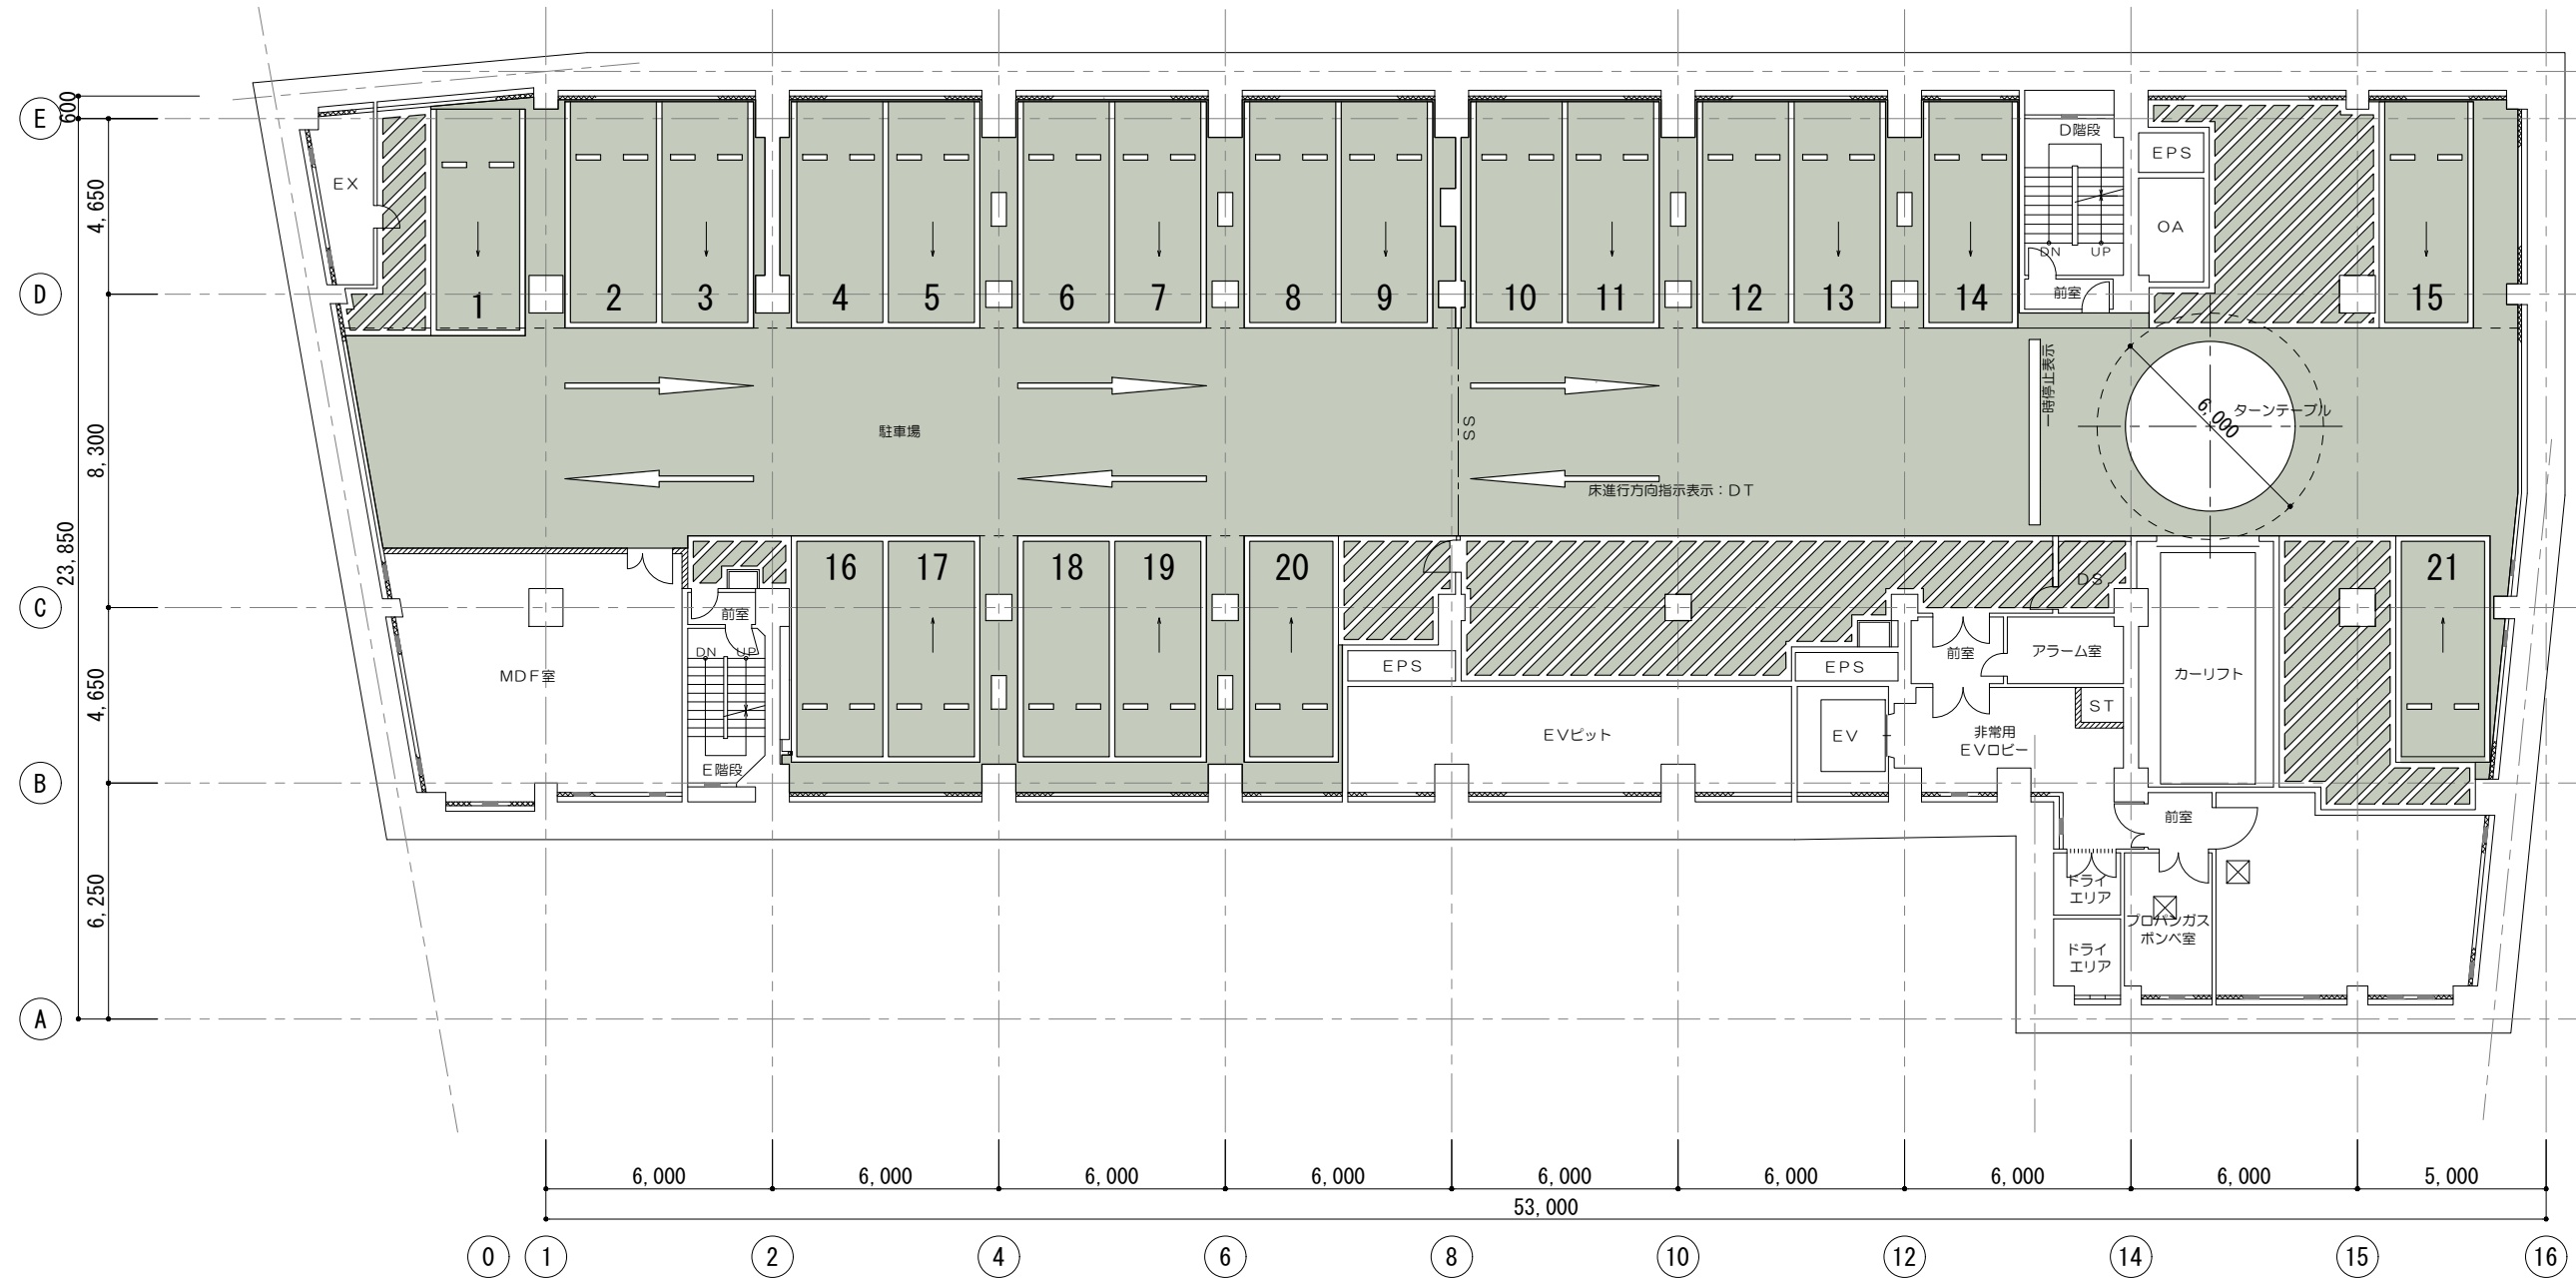 E
600
D階段
EPS
EX
4,650
OA
DN UP
D
前室
1
2
3
4
5
6
7
8
9
10
11
12
13
14
15
一時停止表示
6,000
ターンテーブル
駐車場
SS
8,300
床進行方向指示表示：DT
23,850
16
17
18
19
20
21
DS
C
前室
DN UP
EPS
EPS
前室
アラーム室
MDF室
カーリフト
4,650
ST
EVピット
EV
非常用
EVロビー
E階段
B
前室
6,250
ドライ
エリア
プロパンガス
ボンベ室
ドライ
エリア
A
6,000
6,000
6,000
6,000
6,000
6,000
6,000
6,000
5,000
53,000
0
1
2
4
6
8
10
12
14
15
16